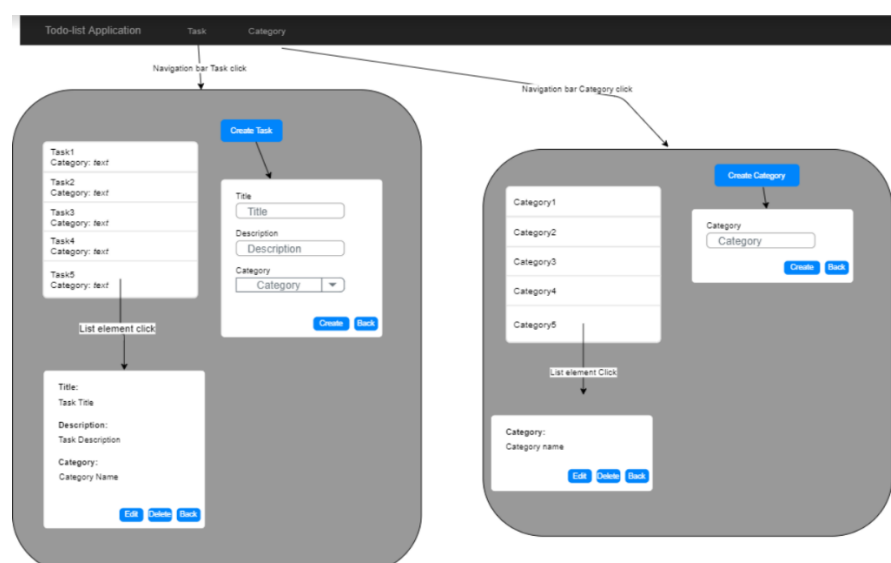 Todo-list Application
Task
Category
Navigation bar Task click
Navigation bar Category click
Create Task
Task1
Category: text
Task2
Category: text
Task3
Category: text
Task4
Category: text
Task5
Category: text
Title
Title
Description
Description
Category
Category
Create
Back
List element click
Title:
Task Title
Description:
Task Description
Category:
Category Name
Edit
Delete
Back
Create Category
Category1
Category2
Category3
Category4
Category5
Category
Category
Create
Back
List element Click
Category:
Category name
Edit
Delete
Back